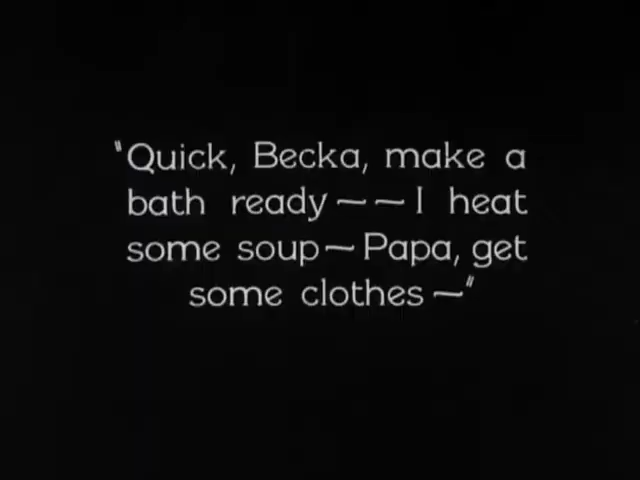 "Quick, Becka, make a
bath ready——I heat
some soup—Papa, get
some clothes—"